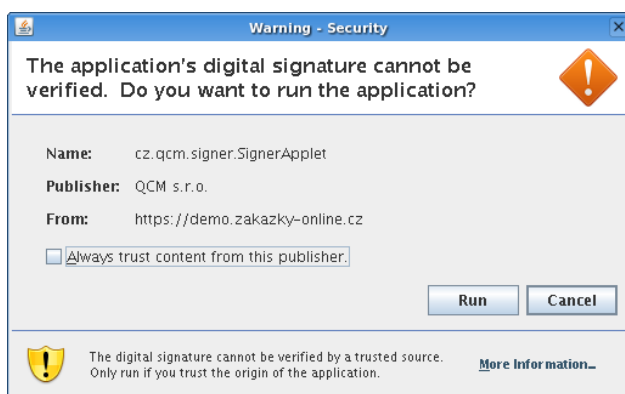 Warning - Security
The application's digital signature cannot be
verified. Do you want to run the application?
Name: cz.qcm.signer.SignerApplet
Publisher: QCM s.r.o.
From: https://demo.zakazky-online.cz
Always trust content from this publisher.
Run Cancel
The digital signature cannot be verified by a trusted source.
Only run if you trust the origin of the application.
More Information...